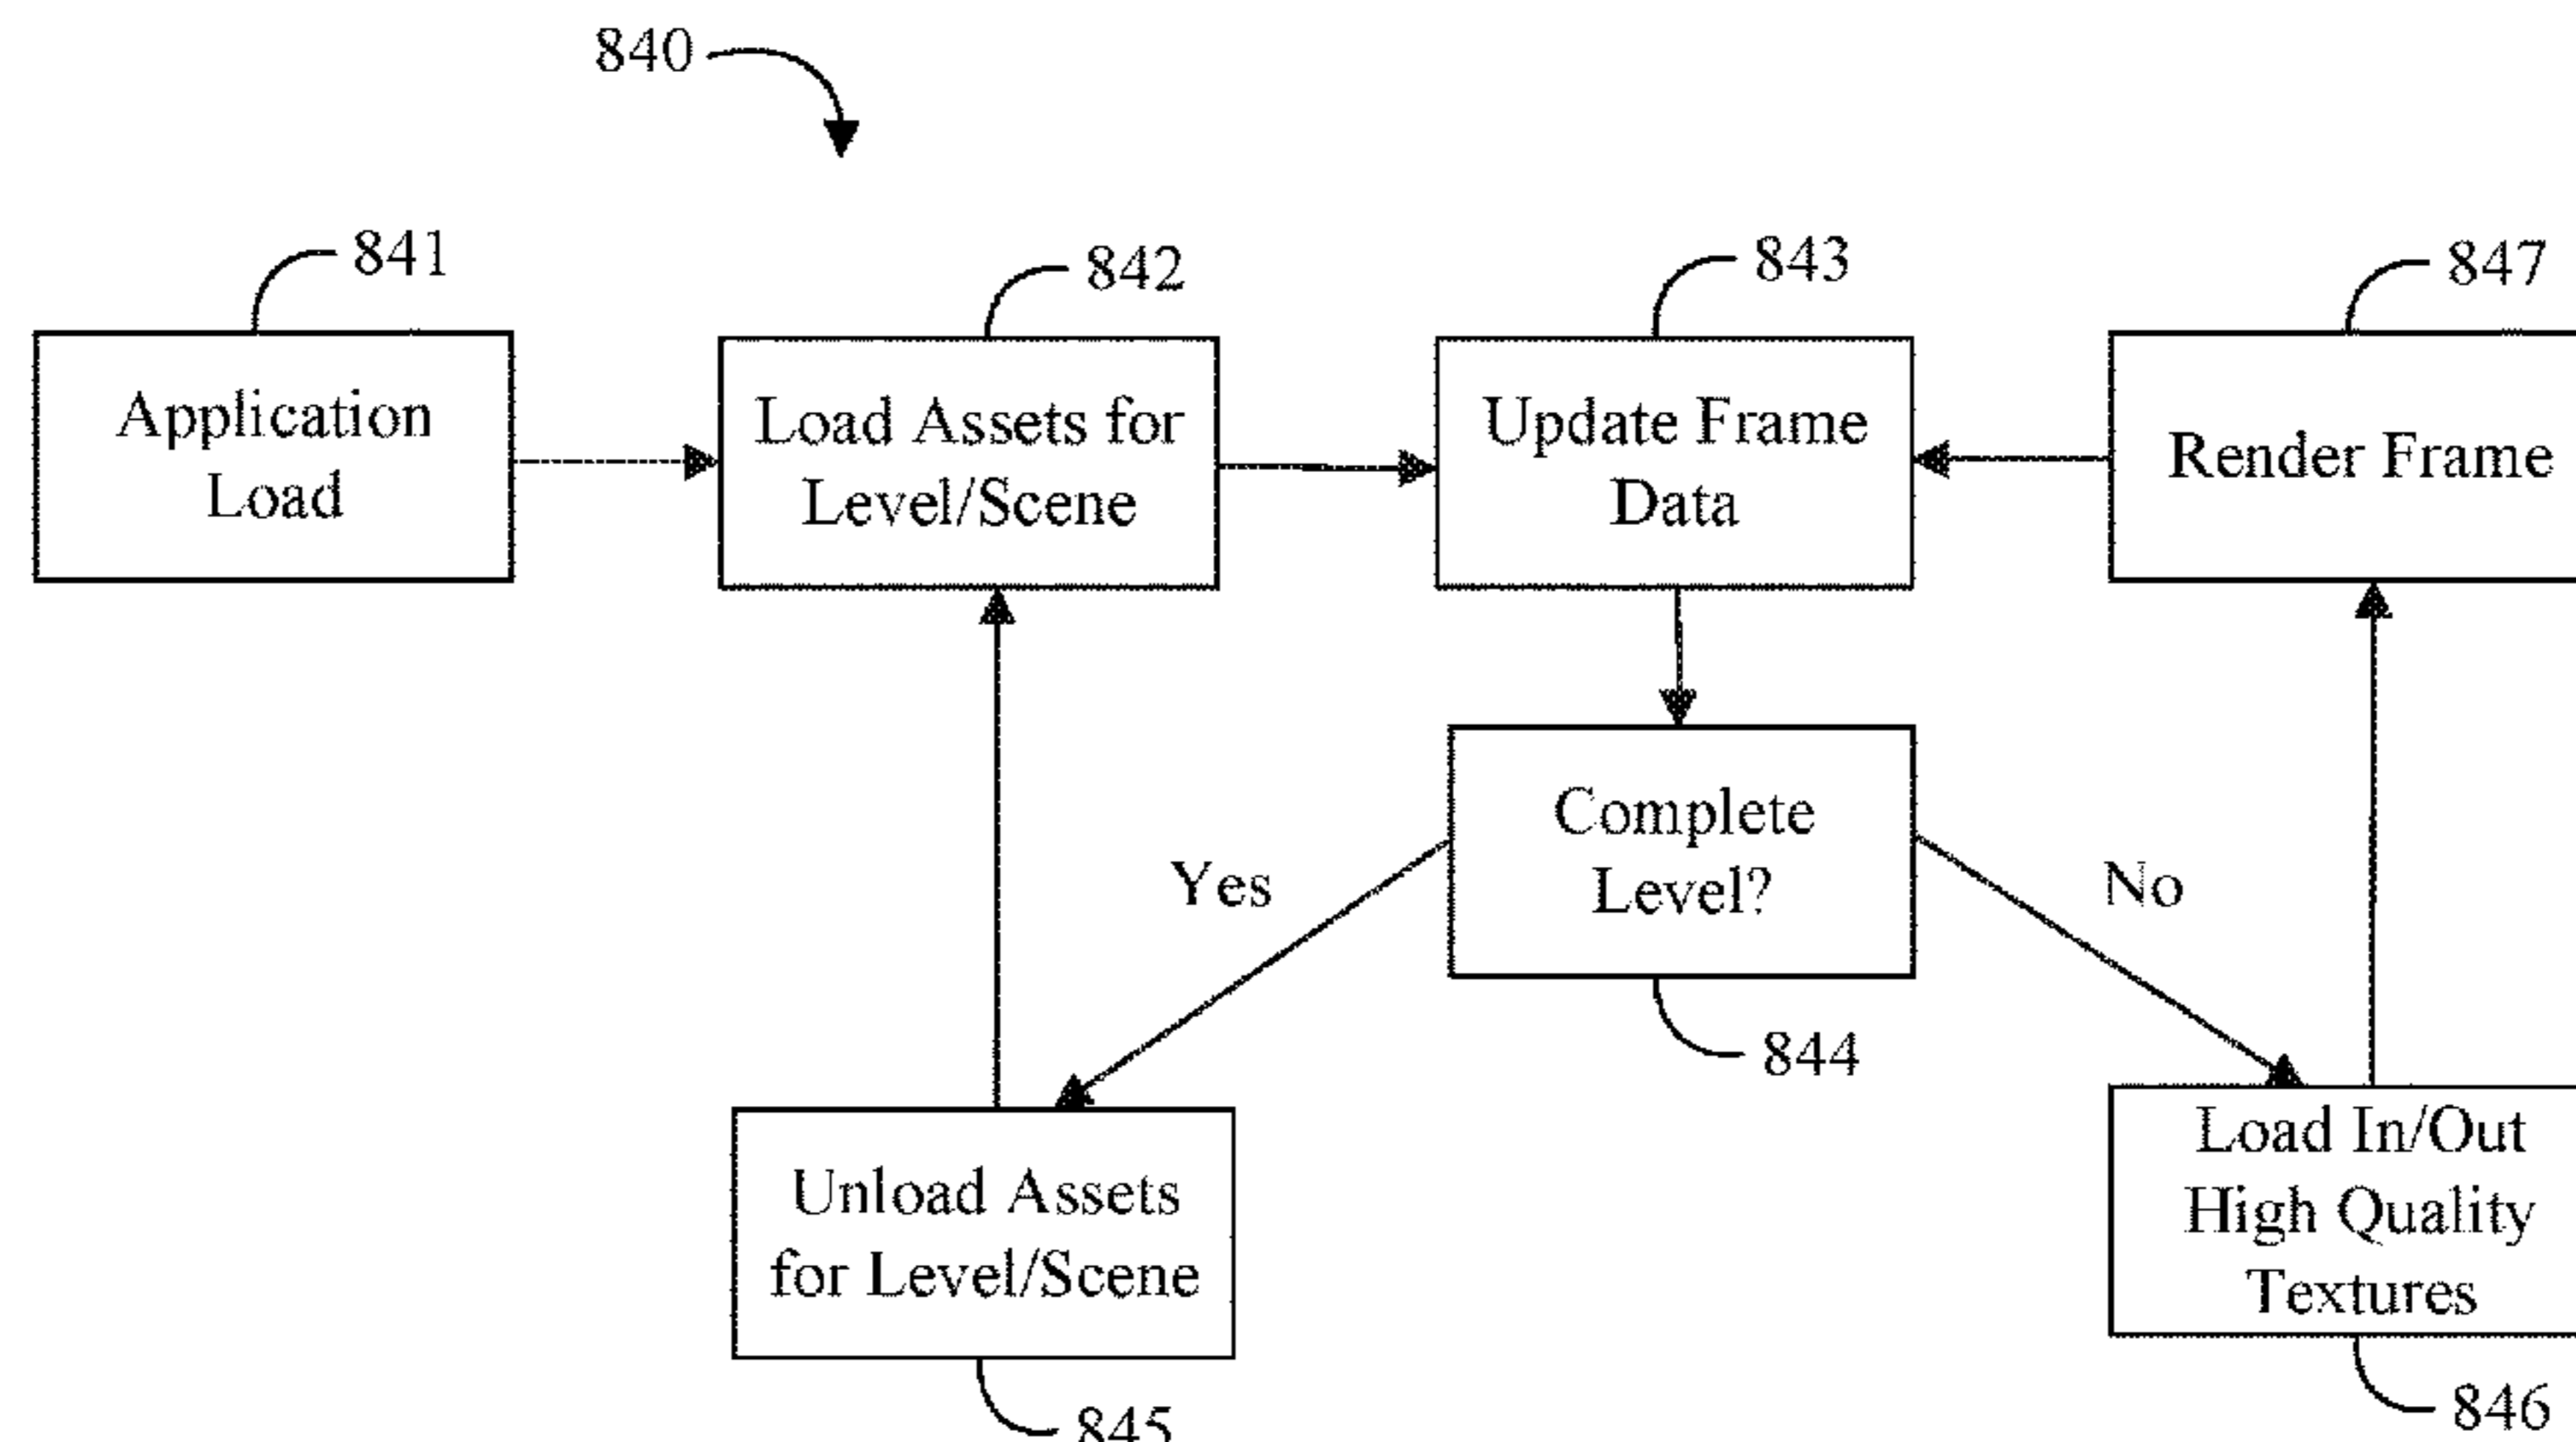 840
841
842
843
847
Application
Load
Load Assets for
Level/Scene
Update Frame
Data
Render Frame
Complete
Level?
Yes
No
844
Unload Assets
for Level/Scene
Load In/Out
High Quality
Textures
845
846